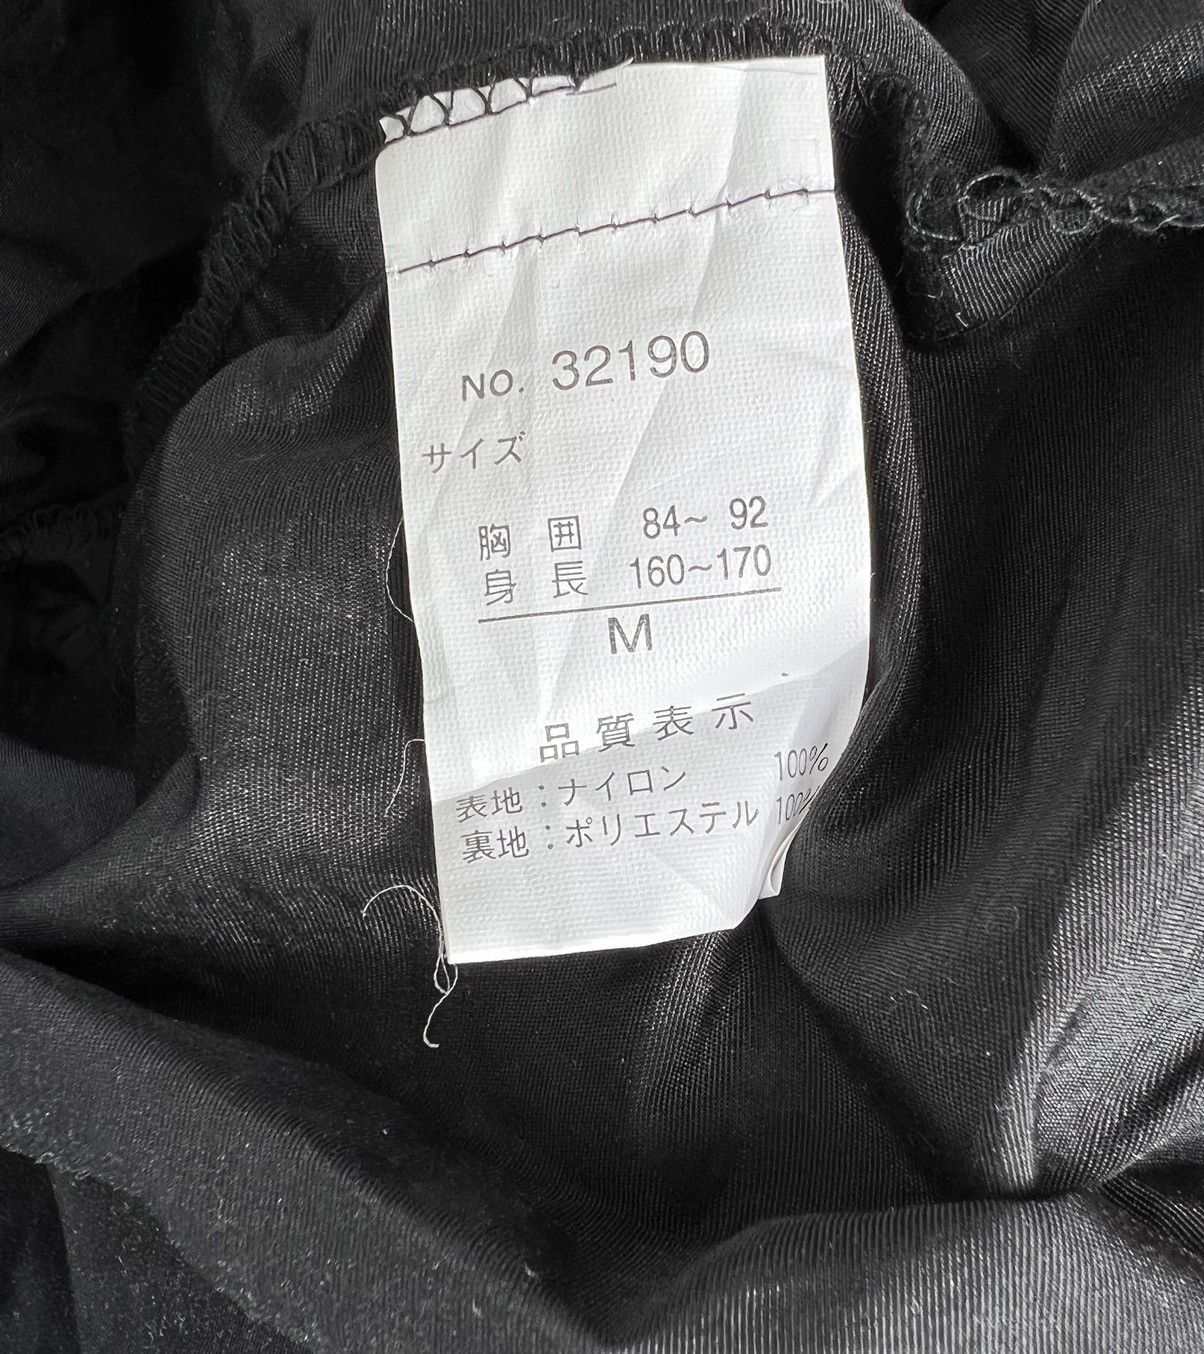 NO. 32190
サイズ
胸囲 84~92
身長 160~170
M
品質表示
表地:ナイロン 100%
裏地:ポリエステル